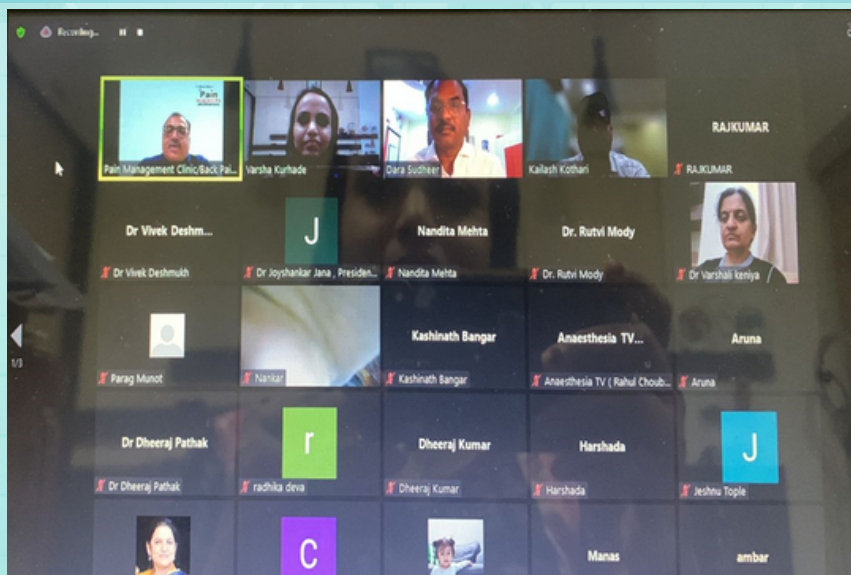 Recording...
Pain
Pain Management Clinic/Back Pai...
Varsha Kurhade
Dara Sudheer
Kailash Kothari
RAJKUMAR
RAJKUMAR
Dr Vivek Deshm...
J
Nandita Mehta
Dr. Rutvi Mody
Dr Vivek Deshmukh
Dr Joyshankar Jana , Presiden...
Nandita Mehta
Dr. Rutvi Mody
Dr Varshali keniya
1/3
Kashinath Bangar
Anaesthesia TV...
Aruna
Parag Munot
Nankar
Kashinath Bangar
Anaesthesia TV ( Rahul Choub...
Aruna
Dr Dheeraj Pathak
r
Dheeraj Kumar
Harshada
J
Dr Dheeraj Pathak
radhika deva
Dheeraj Kumar
Harshada
Jeshnu Tople
C
Manas
ambar